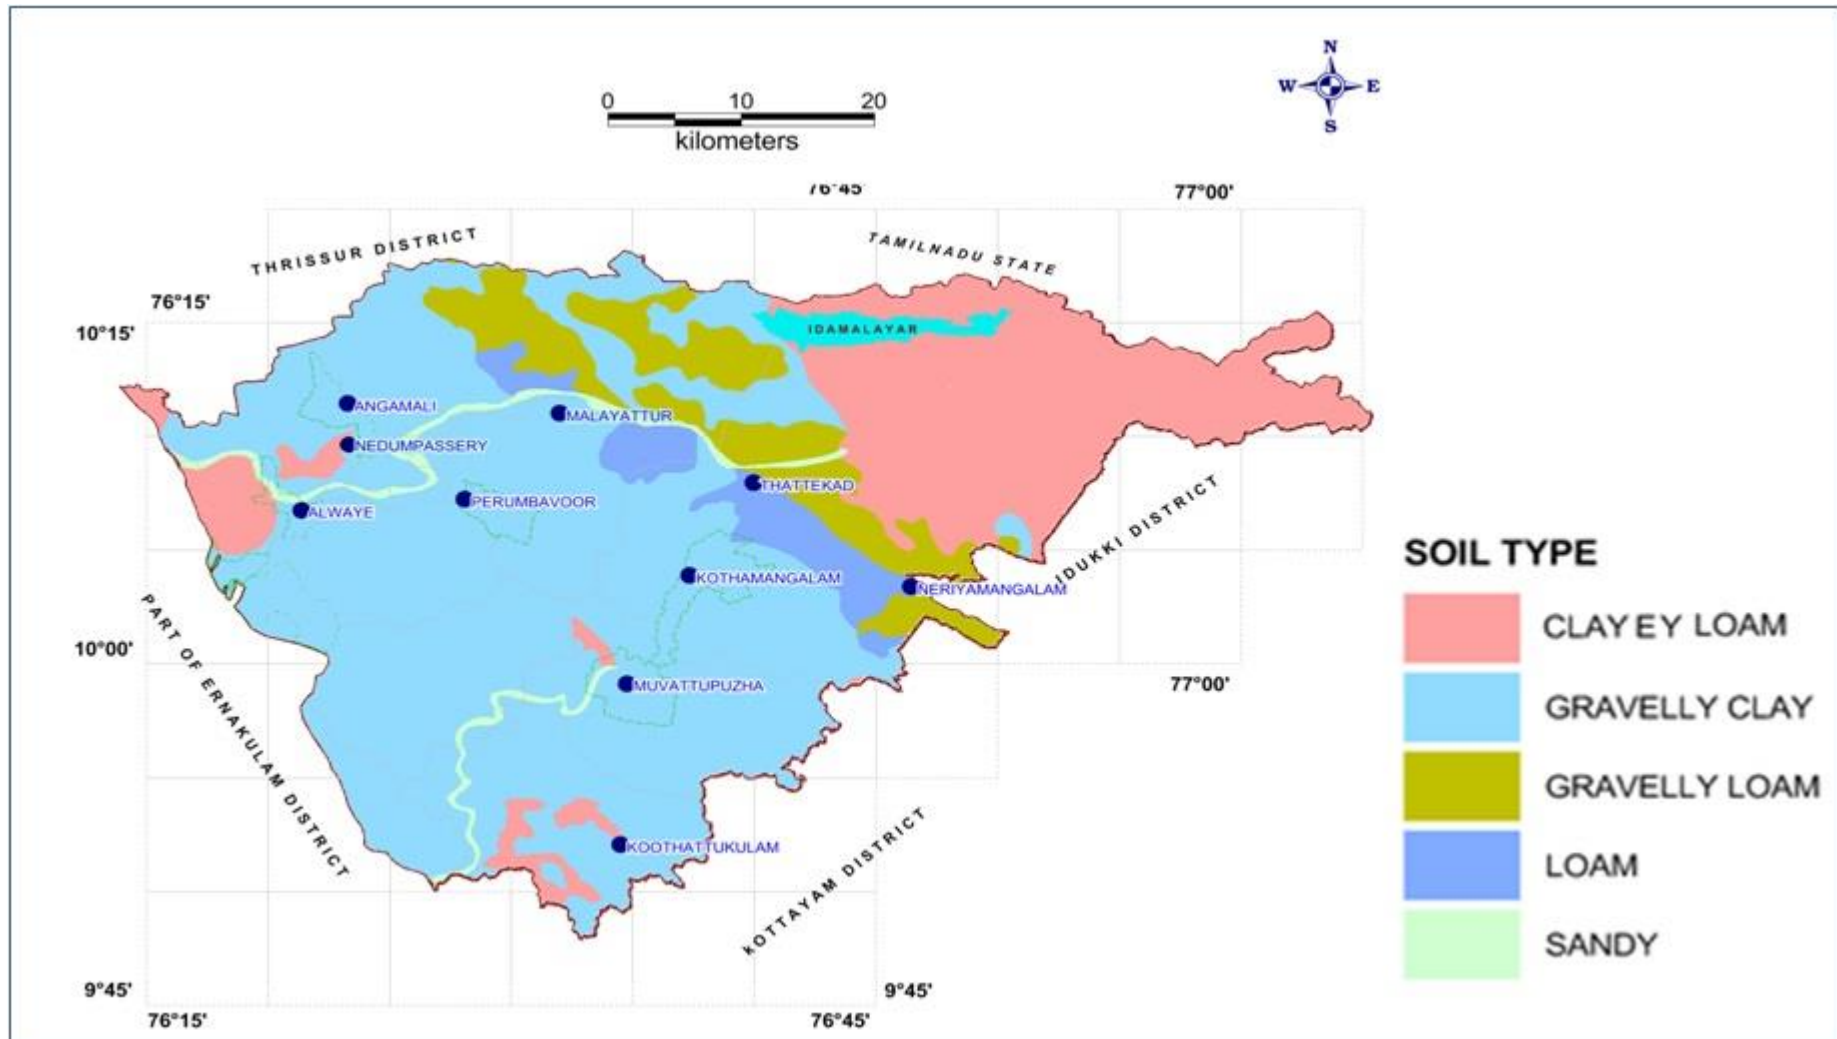 N
W E
S
0 10 20
kilometers
76°45'
77°00'
THRISSUR DISTRICT
TAMILNADU STATE
76°15'
10°15'
IDAMALAYAR
ANGAMALI
MALAYATTUR
NEDUMPASSERY
THATTEKAD
PERUMBAVOOR
ALWAYE
IDUKKI DISTRICT
KOTHAMANGALAM
NERIYAMANGALAM
PART OF ERNAKULAM DISTRICT
10°00'
77°00'
MUVATTUPUZHA
KOOTHATTUKULAM
kOTTAYAM DISTRICT
9°45'
9°45'
76°15'
76°45'
SOIL TYPE
CLAYEY LOAM
GRAVELLY CLAY
GRAVELLY LOAM
LOAM
SANDY